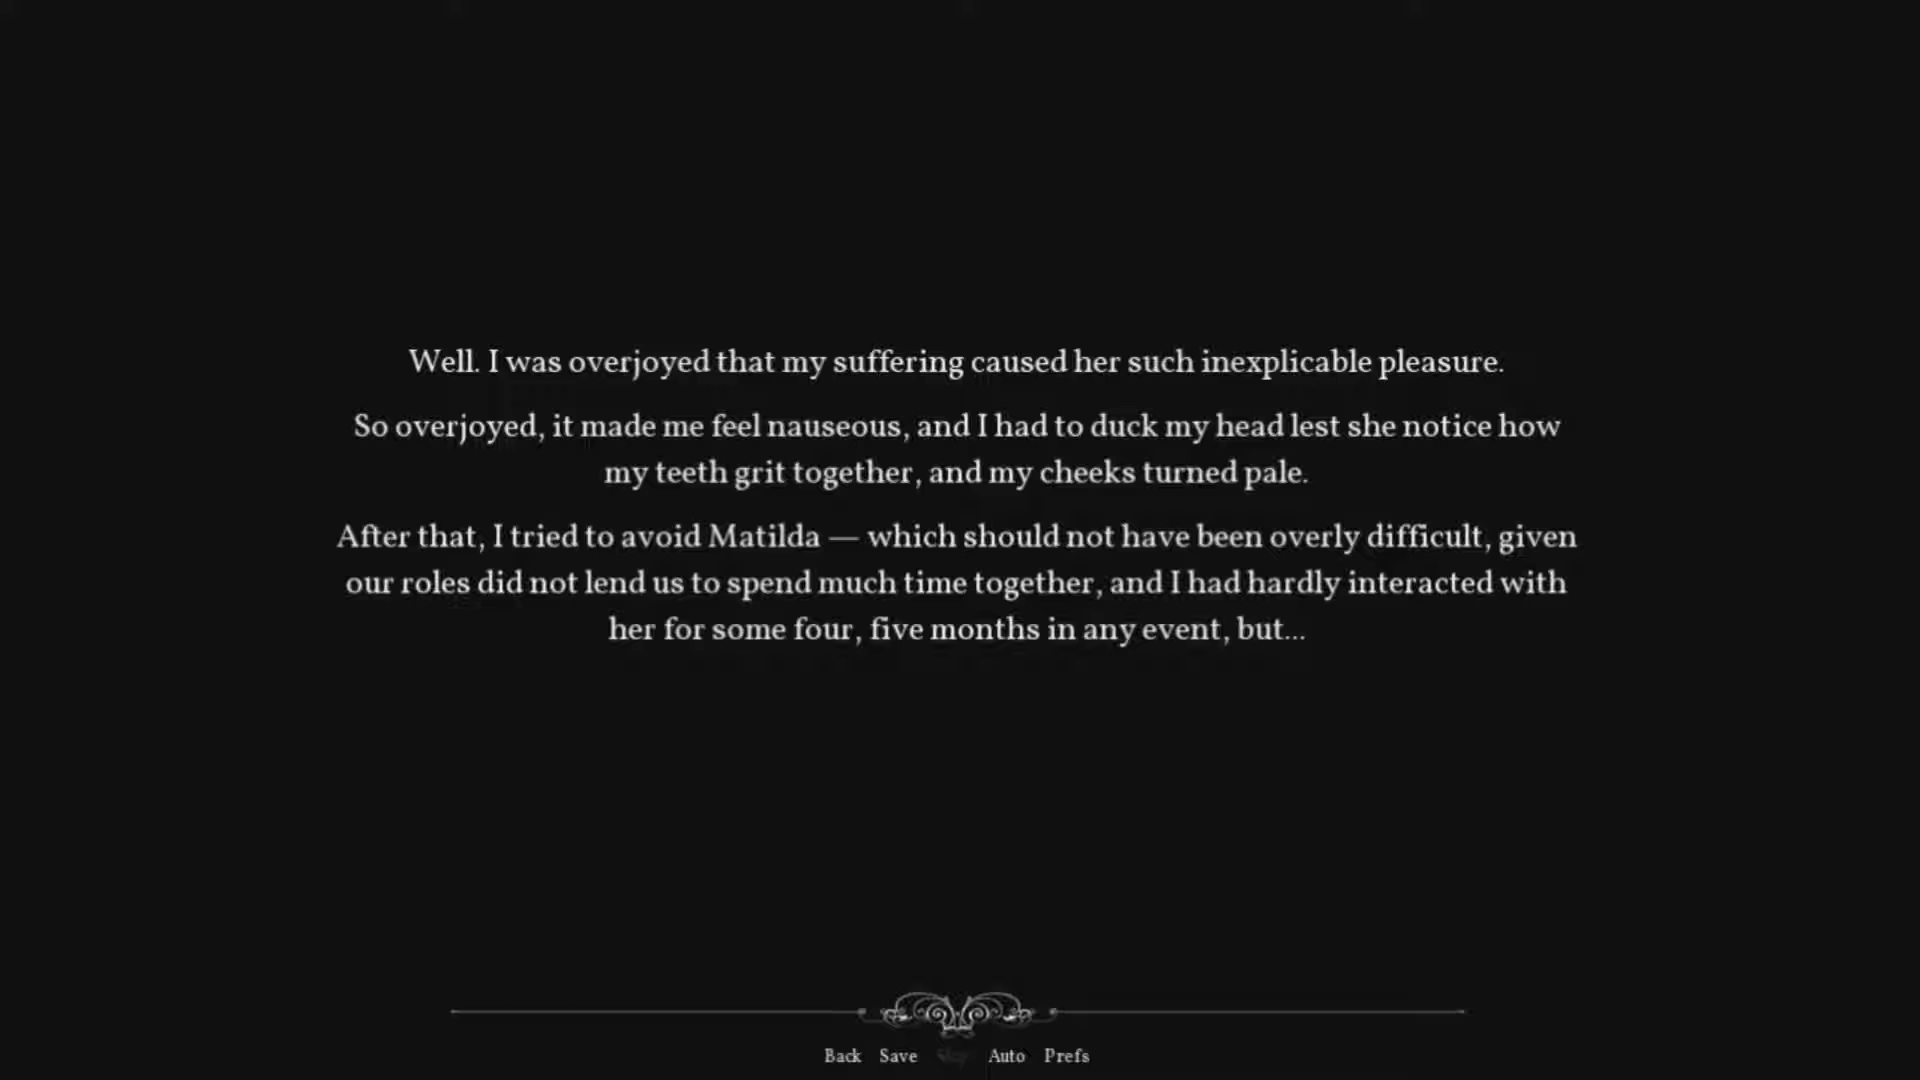 Well. I was overjoyed that my suffering caused her such inexplicable pleasure.
So overjoyed, it made me feel nauseous, and I had to duck my head lest she notice how
my teeth grit together, and my cheeks turned pale.
After that, I tried to avoid Matilda — which should not have been overly difficult, given
our roles did not lend us to spend much time together, and I had hardly interacted with
her for some four, five months in any event, but...
Back Save Auto Prefs